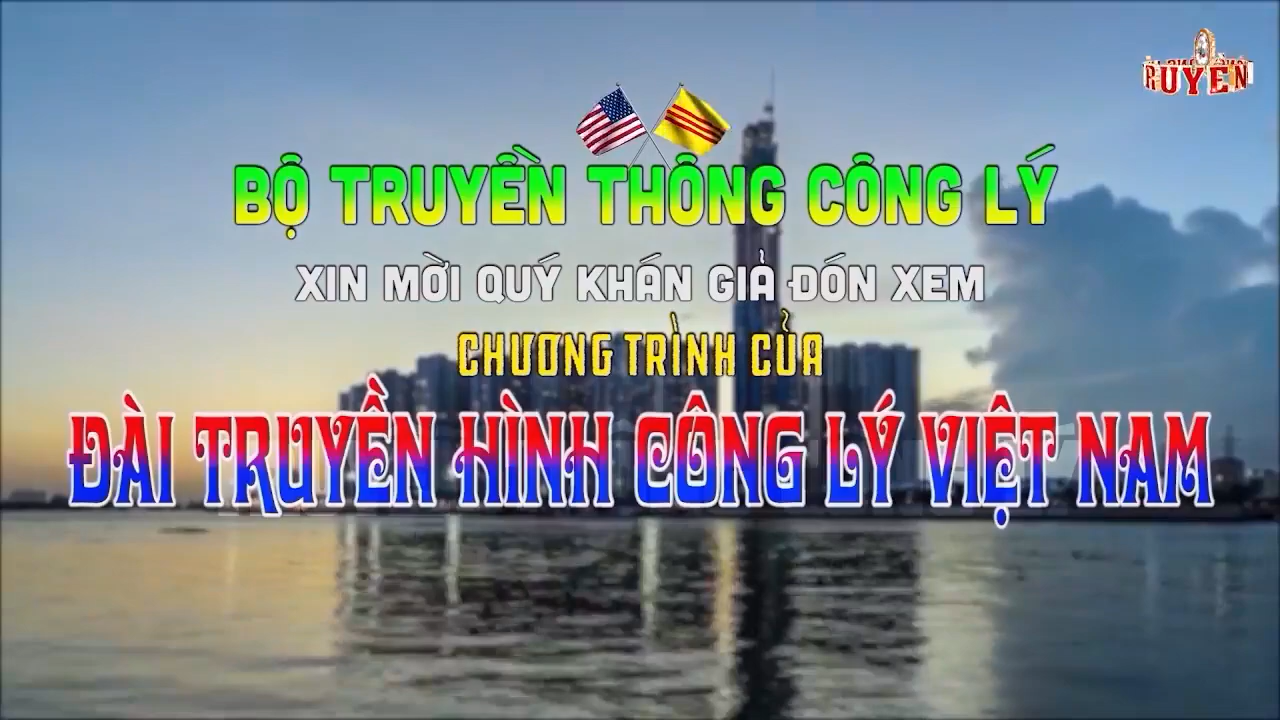 RUYỀN
BỘ TRUYỀN THÔNG CÔNG LÝ
XIN MỜI QUÝ KHÁN GIẢ ĐÓN XEM
CHƯƠNG TRÌNH CỦA
ĐÀI TRUYỀN HÌNH CÔNG LÝ VIỆT NAM